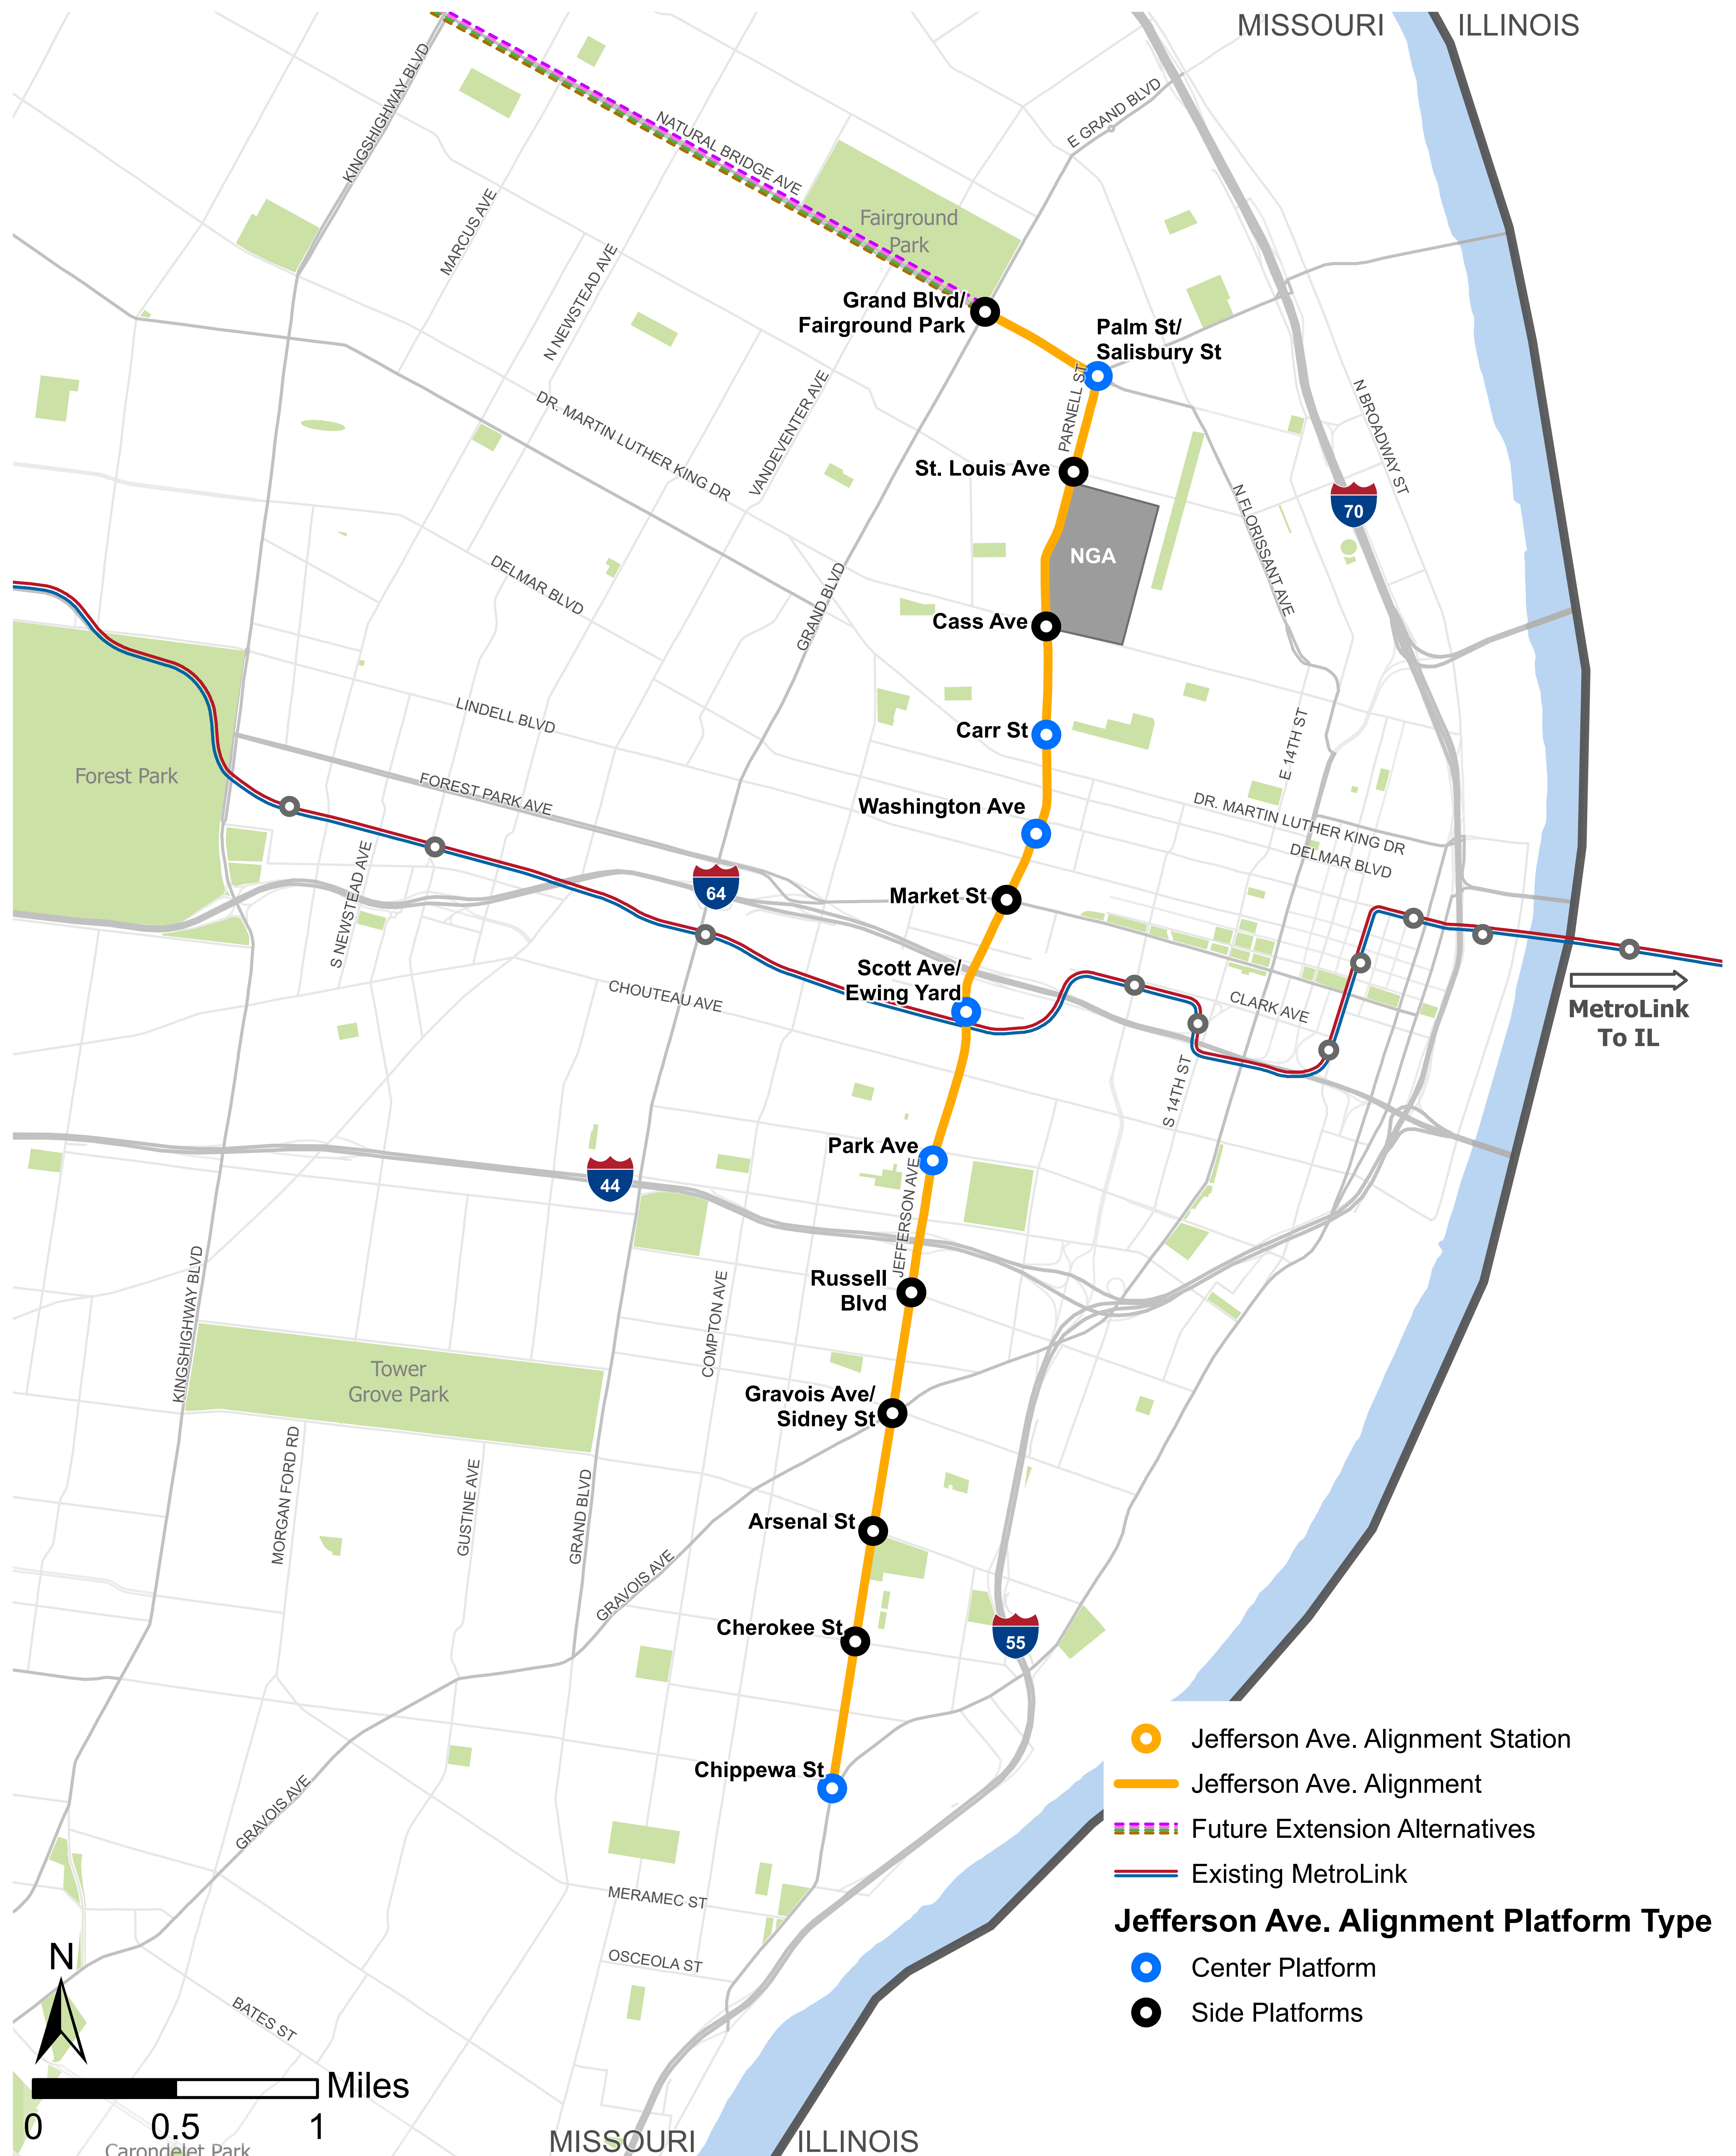 MISSOURI
ILLINOIS
KINGSHIGHWAY BLVD
E GRAND BLVD
NATURAL BRIDGE AVE
MARCUS AVE
Fairground
Park
N NEWSTEAD AVE
Grand Blvd/
Fairground Park
Palm St/
Salisbury St
PARNELL ST
DR. MARTIN LUTHER KING DR
VANDEVENTER AVE
N BROADWAY ST
St. Louis Ave
N FLORISSANT AVE
70
NGA
DELMAR BLVD
GRAND BLVD
Cass Ave
LINDELL BLVD
Carr St
E 14TH ST
Forest Park
FOREST PARK AVE
Washington Ave
DR. MARTIN LUTHER KING DR
DELMAR BLVD
64
Market St
S NEWSTEAD AVE
Scott Ave/
Ewing Yard
CHOUTEAU AVE
CLARK AVE
MetroLink
To IL
S 14TH ST
Park Ave
44
JEFFERSON AVE
Russell
Blvd
KINGSHIGHWAY BLVD
COMPTON AVE
Tower
Grove Park
Gravois Ave/
Sidney St
MORGAN FORD RD
GUSTINE AVE
GRAND BLVD
Arsenal St
GRAVOIS AVE
Cherokee St
55
Chippewa St
GRAVOIS AVE
MERAMEC ST
OSCEOLA ST
BATES ST
Jefferson Ave. Alignment Station
Jefferson Ave. Alignment
Future Extension Alternatives
Existing MetroLink
Jefferson Ave. Alignment Platform Type
Center Platform
Side Platforms
N
Miles
0
0.5
1
Carondelet Park
MISSOURI
ILLINOIS